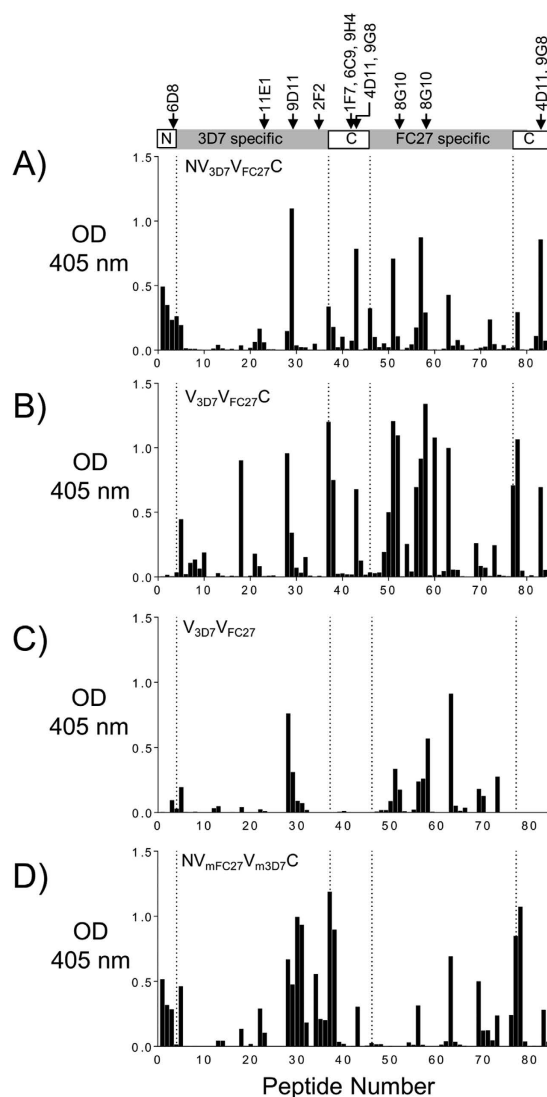 6D8
11E1
9D11
2F2
1F7, 6C9, 9H4
4D11, 9G8
8G10
8G10
4D11, 9G8
N 3D7 specific C FC27 specific C
A)
NV3D7VFC27C
OD
405 nm
1.5
1.0
0.5
0.0
0 10 20 30 40 50 60 70 80
B)
V3D7VFC27C
OD
405 nm
1.5
1.0
0.5
0.0
0 10 20 30 40 50 60 70 80
C)
V3D7VFC27
OD
405 nm
1.5
1.0
0.5
0.0
0 10 20 30 40 50 60 70 80
D)
NVmFC27Vm3D7C
OD
405 nm
1.5
1.0
0.5
0.0
0 10 20 30 40 50 60 70 80
Peptide Number